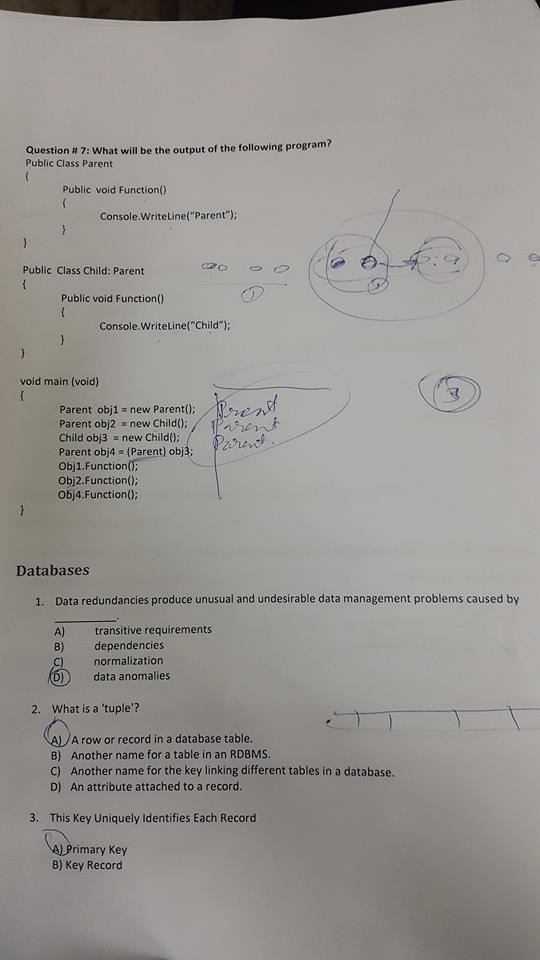 Question # 7: What will be the output of the following program?
Public Class Parent
{
Public void Function()
{
Console.WriteLine("Parent");
}
}
Public Class Child: Parent
{
Public void Function()
{
Console.WriteLine("Child");
}
}
void main (void)
{
Parent obj1 = new Parent(); Parent
Parent obj2 = new Child(); Parent
Child obj3 = new Child(); Parent.
Parent obj4 = (Parent) obj3;
Obj1.Function();
Obj2.Function();
Obj4.Function();
}
1
3
Databases
1. Data redundancies produce unusual and undesirable data management problems caused by
__________.
A) transitive requirements
B) dependencies
C) normalization
D) data anomalies
2. What is a 'tuple'?
A) A row or record in a database table.
B) Another name for a table in an RDBMS.
C) Another name for the key linking different tables in a database.
D) An attribute attached to a record.
3. This Key Uniquely Identifies Each Record
A) Primary Key
B) Key Record